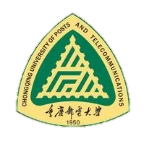 CHONGQING UNIVERSITY OF POSTS AND TELECOMMUNICATIONS
重庆邮电大学
1950